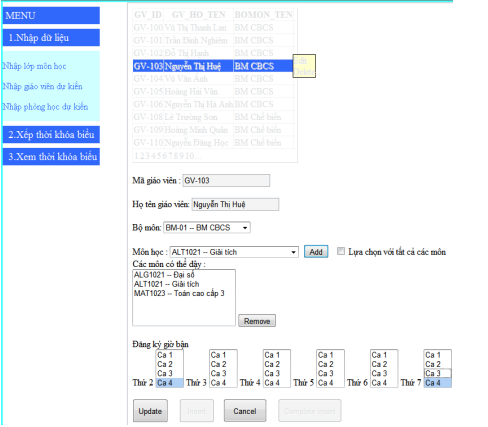 MENU
1.Nhập dữ liệu
Nhập lớp môn học
Nhập giáo viên dự kiến
Nhập phòng học dự kiến
2.Xếp thời khóa biểu
3.Xem thời khóa biểu
GV_ID GV_HO_TEN BOMON_TEN
GV-100 Vũ Thị Thanh Lan BM CBCS
GV-101 Trần Đình Nghiêm BM CBCS
GV-102 Đỗ Thị Hạnh BM CBCS
GV-103 Nguyễn Thị Huệ BM CBCS
Edit
Delete
GV-104 Vũ Vân Anh BM CBCS
GV-105 Hoàng Hải Vân BM CBCS
GV-106 Nguyễn Thị Hà Anh BM CBCS
GV-108 Lê Trường Sơn BM Chế biến
GV-109 Hoàng Minh Quân BM Chế biến
GV-110 Nguyễn Đăng Học BM Chế biến
1 2 3 4 5 6 7 8 9 10 ...
Mã giáo viên : GV-103
Họ tên giáo viên: Nguyễn Thị Huệ
Bộ môn: BM-01 -- BM CBCS
Môn học : ALT1021 -- Giải tích Add Lựa chọn với tất cả các môn
Các môn có thể dạy :
ALG1021 -- Đại số
ALT1021 -- Giải tích
MAT1023 -- Toán cao cấp 3
Remove
Đăng ký giờ bận
Ca 1 Ca 1 Ca 1 Ca 1 Ca 1 Ca 1
Ca 2 Ca 2 Ca 2 Ca 2 Ca 2 Ca 2
Ca 3 Ca 3 Ca 3 Ca 3 Ca 3 Ca 3
Thứ 2 Ca 4 Thứ 3 Ca 4 Thứ 4 Ca 4 Thứ 5 Ca 4 Thứ 6 Ca 4 Thứ 7 Ca 4
Update Insert Cancel Complete Insert